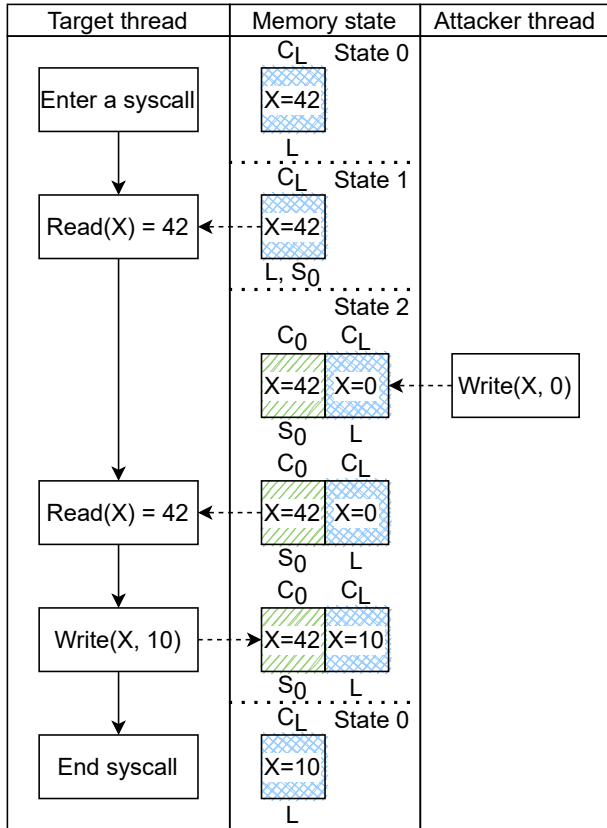 Target thread Memory state Attacker thread
C_L State 0
Enter a syscall X=42
L
C_L State 1
Read(X) = 42 X=42
L, S_0
State 2
C_0 C_L
X=42 X=0 Write(X, 0)
S_0 L
C_0 C_L
Read(X) = 42 X=42 X=0
S_0 L
C_0 C_L
Write(X, 10) X=42 X=10
S_0 L
C_L State 0
End syscall X=10
L